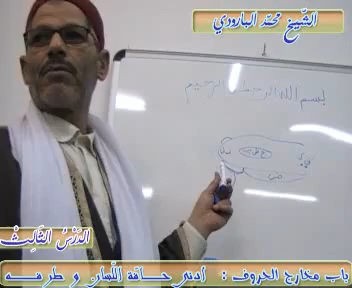 الشيخ محمد البارودي
بسم الله الرحمن الرحيم
الدرس الثالث
باب مخارج الحروف : أدنى حافة اللسان و طرفه